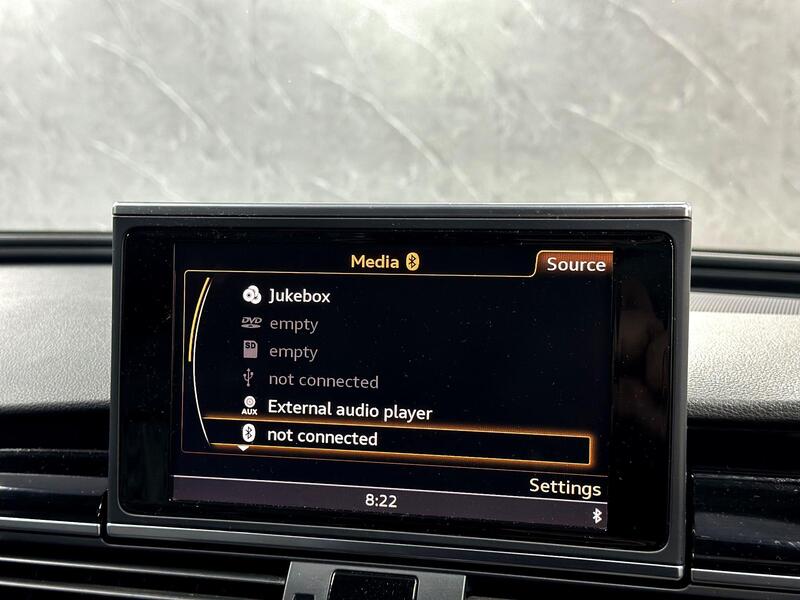 Media
Source
Jukebox
DVD empty
SD empty
not connected
AUX External audio player
not connected
Settings
8:22